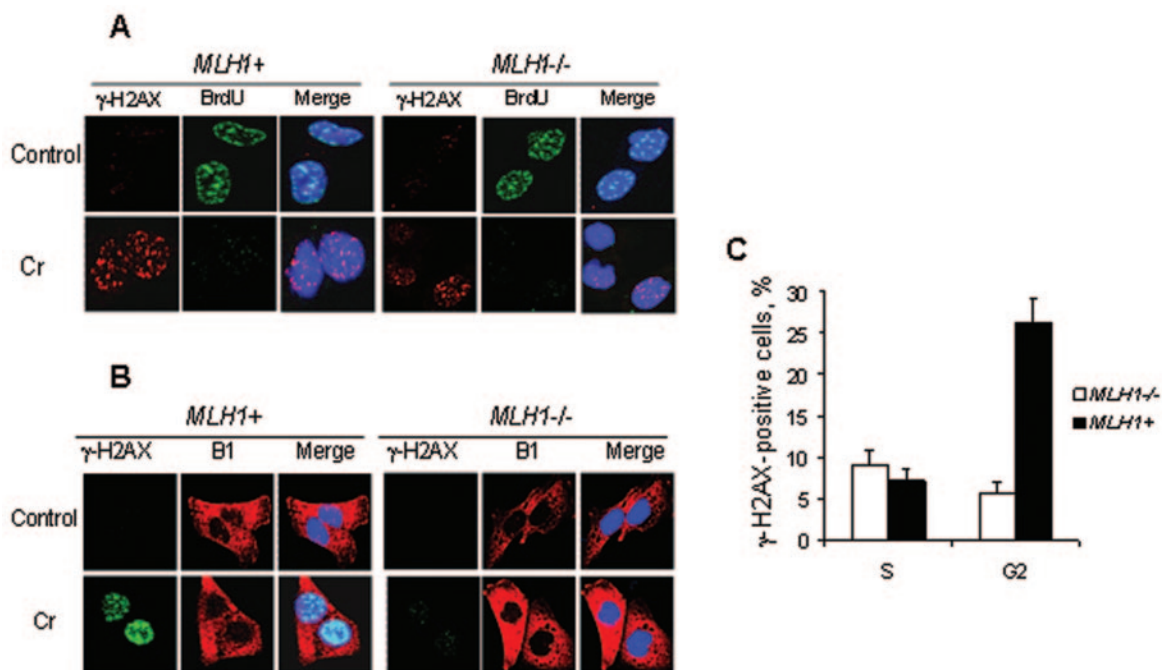 A
MLH1+ MLH1-/-
γ-H2AX BrdU Merge γ-H2AX BrdU Merge
Control
Cr
B
MLH1+ MLH1-/-
γ-H2AX B1 Merge γ-H2AX B1 Merge
Control
Cr
C
γ-H2AX-positive cells, %
30
25
20
15
10
5
0
S G2
MLH1-/-
MLH1+